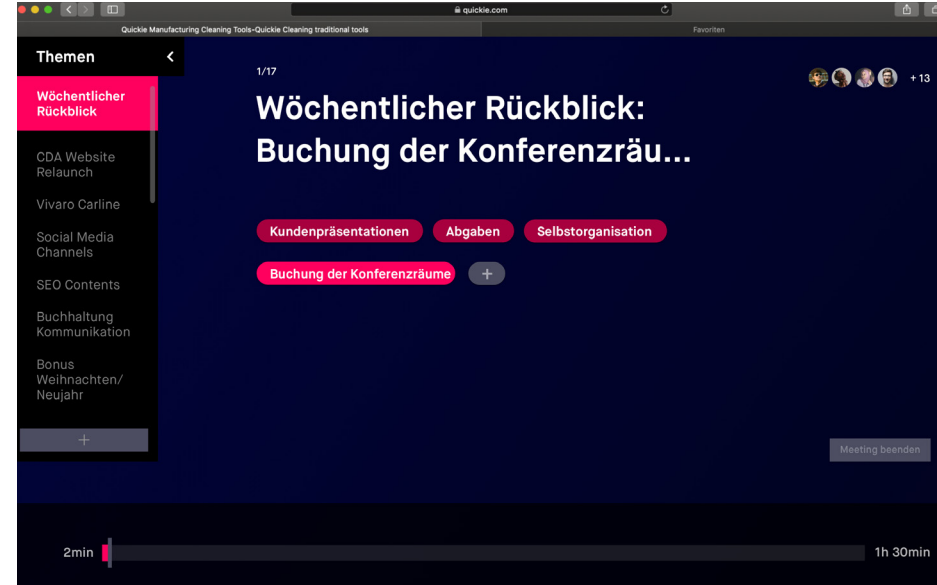 quickie.com
Quickie Manufacturing Cleaning Tools-Quickie Cleaning traditional tools
Favoriten
Themen
Wöchentlicher
Rückblick
CDA Website
Relaunch
Vivaro Carline
Social Media
Channels
SEO Contents
Buchhaltung
Kommunikation
Bonus
Weihnachten/
Neujahr
+
1/17
+ 13
Wöchentlicher Rückblick:
Buchung der Konferenzräu...
Kundenpräsentationen Abgaben Selbstorganisation
Buchung der Konferenzräume +
Meeting beenden
2min 1h 30min